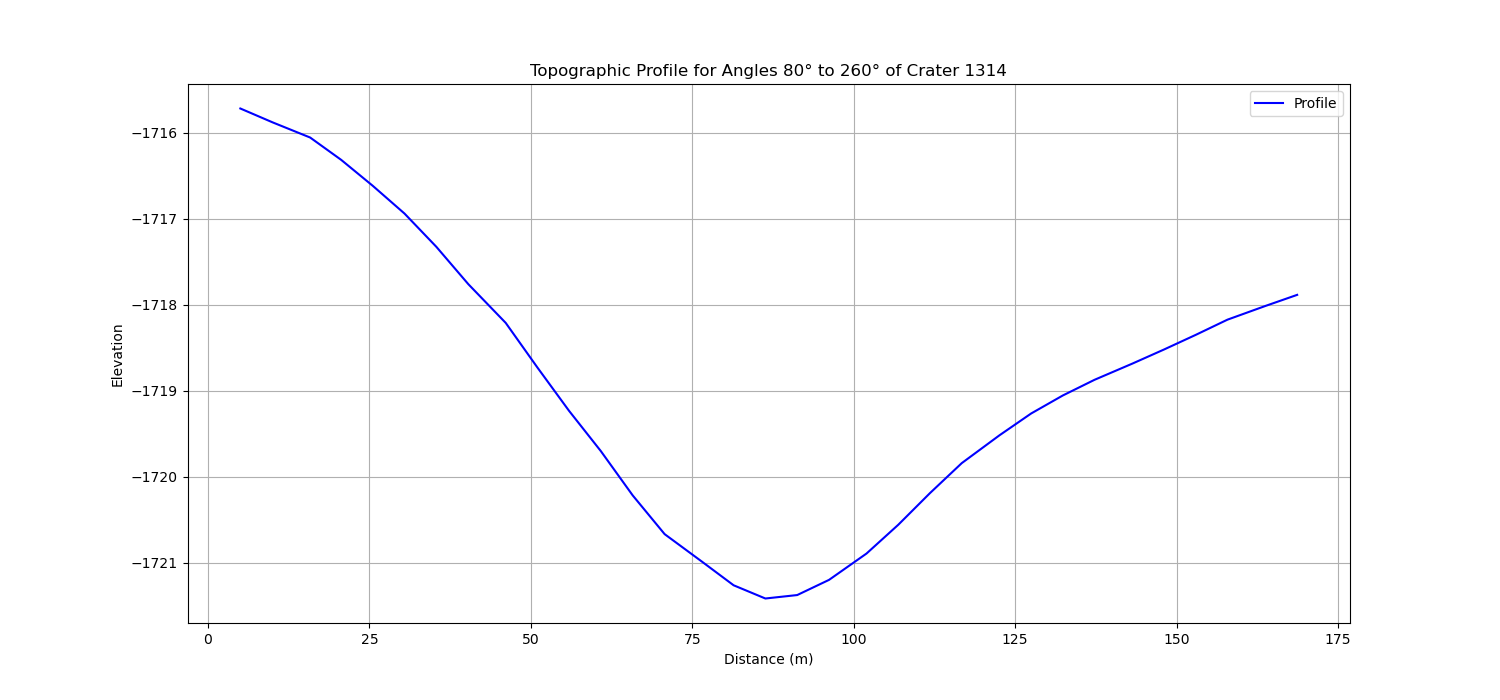 Topographic Profile for Angles 80° to 260° of Crater 1314
Profile
−1716
−1717
−1718
−1719
−1720
−1721
Elevation
0 25 50 75 100 125 150 175
Distance (m)